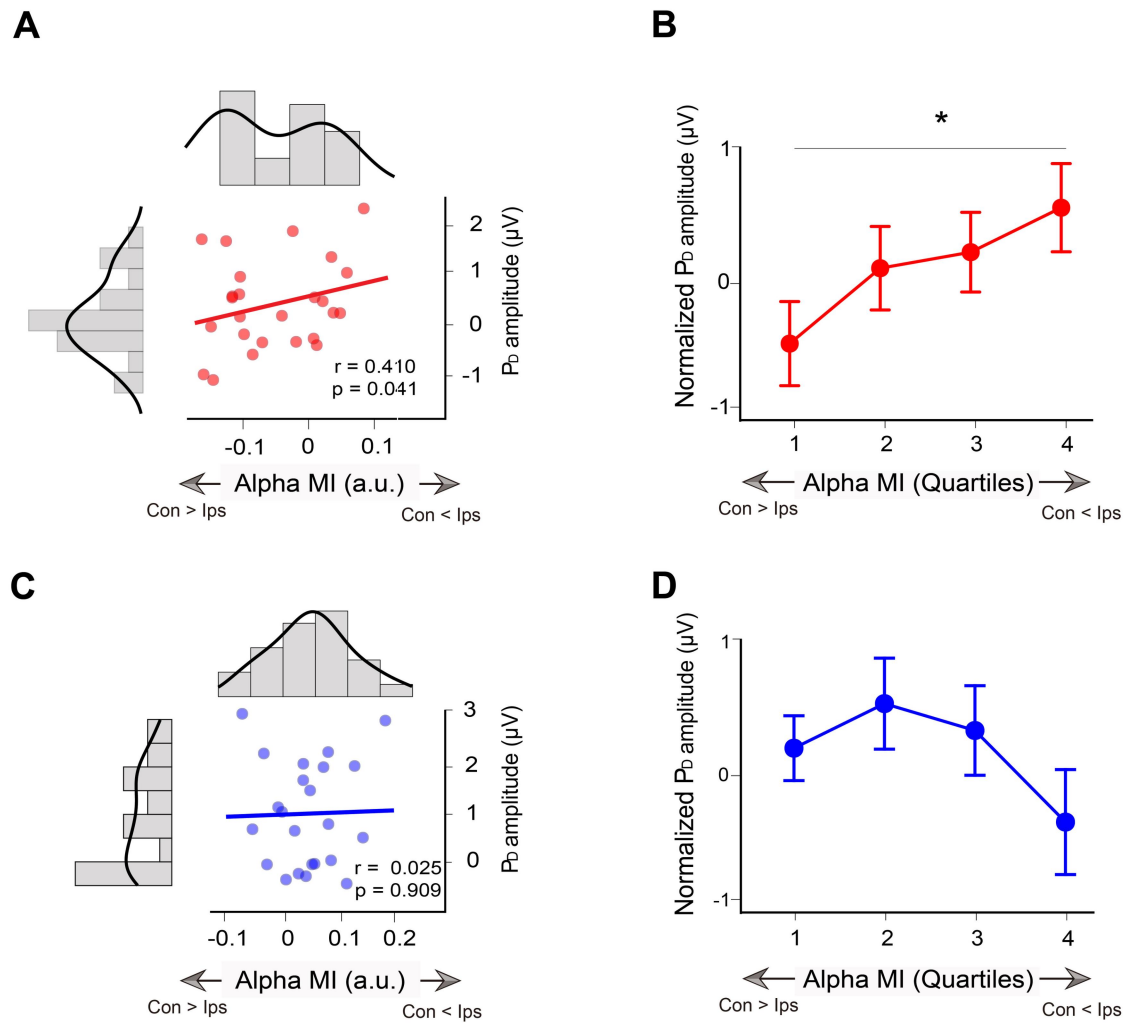 A
B
2
1
0
-1
P_D amplitude (µV)
r = 0.410
p = 0.041
-0.1
0
0.1
Alpha MI (a.u.)
Con > Ips
Con < Ips
*
Normalized P_D amplitude (µV)
1
0
-1
1
2
3
4
Alpha MI (Quartiles)
Con > Ips
Con < Ips
C
D
3
2
1
0
P_D amplitude (µV)
r = 0.025
p = 0.909
-0.1
0
0.1
0.2
Alpha MI (a.u.)
Con > Ips
Con < Ips
Normalized P_D amplitude (µV)
1
0
-1
1
2
3
4
Alpha MI (Quartiles)
Con > Ips
Con < Ips